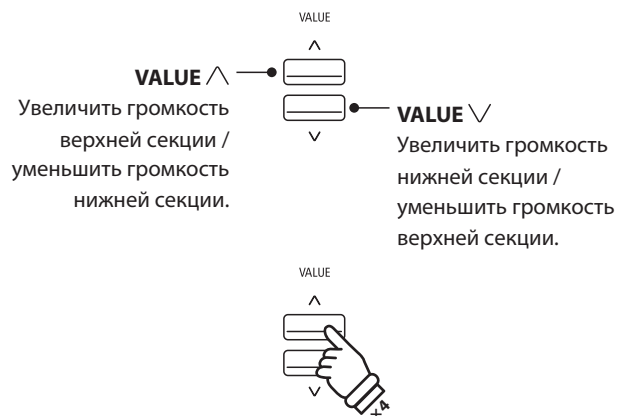 VALUE
VALUE ∧
Увеличить громкость
верхней секции /
уменьшить громкость
нижней секции.
VALUE ∨
Увеличить громкость
нижней секции /
уменьшить громкость
верхней секции.
VALUE
×4